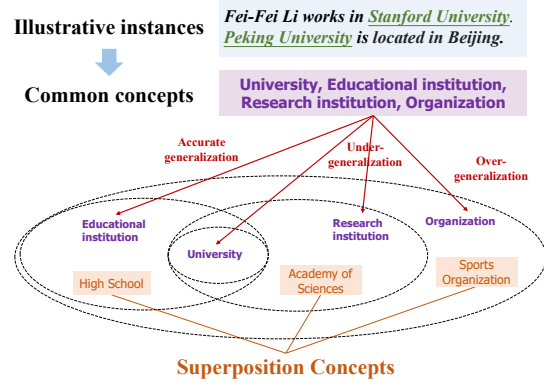 Illustrative instances
Fei-Fei Li works in Stanford University.
Peking University is located in Beijing.
Common concepts
University, Educational institution,
Research institution, Organization
Accurate
generalization
Under-
generalization
Over-
generalization
Educational
institution
Research
institution
Organization
University
High School
Academy of
Sciences
Sports
Organization
Superposition Concepts